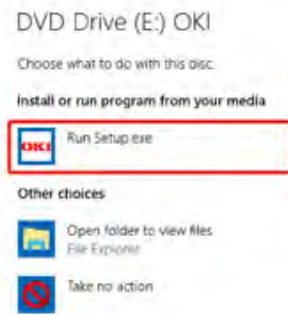 DVD Drive (E:) OKI
Choose what to do with this disc.
Install or run program from your media
OKI
Run Setup.exe
Other choices
Open folder to view files
File Explorer
Take no action